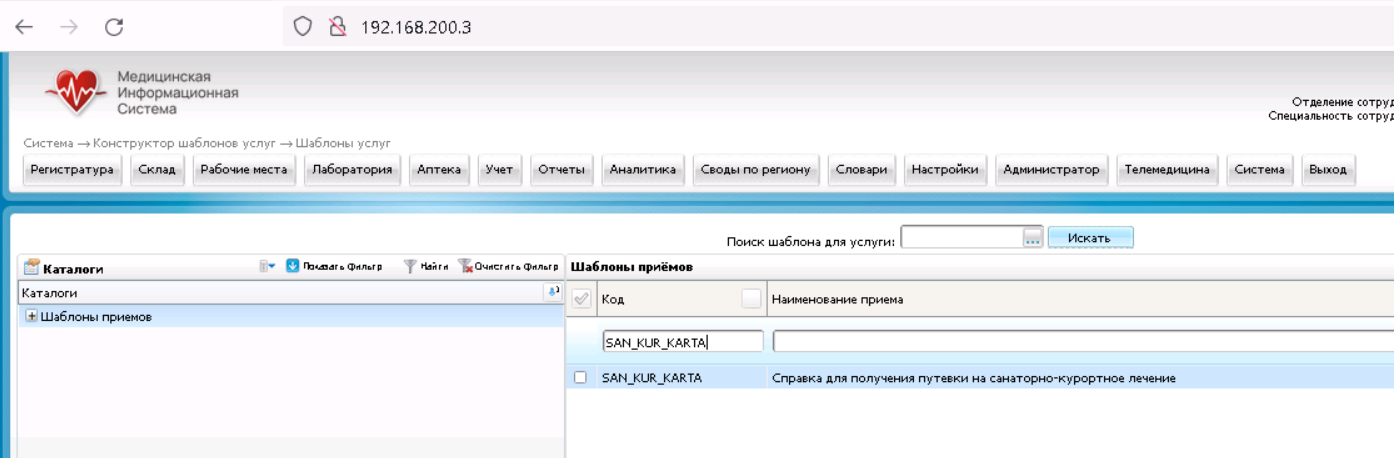 192.168.200.3
Медицинская
Информационная
Система
Отделение сотруд
Специальность сотруд
Система → Конструктор шаблонов услуг → Шаблоны услуг
Регистратура Склад Рабочие места Лаборатория Аптека Учет Отчеты Аналитика Своды по региону Словари Настройки Администратор Телемедицина Система Выход
Поиск шаблона для услуги: ... Искать
Каталоги Показать Фильтр Найти Очистить Фильтр Шаблоны приёмов
Каталоги Код Наименование приема
Шаблоны приемов
SAN_KUR_KARTA
SAN_KUR_KARTA Справка для получения путевки на санаторно-курортное лечение